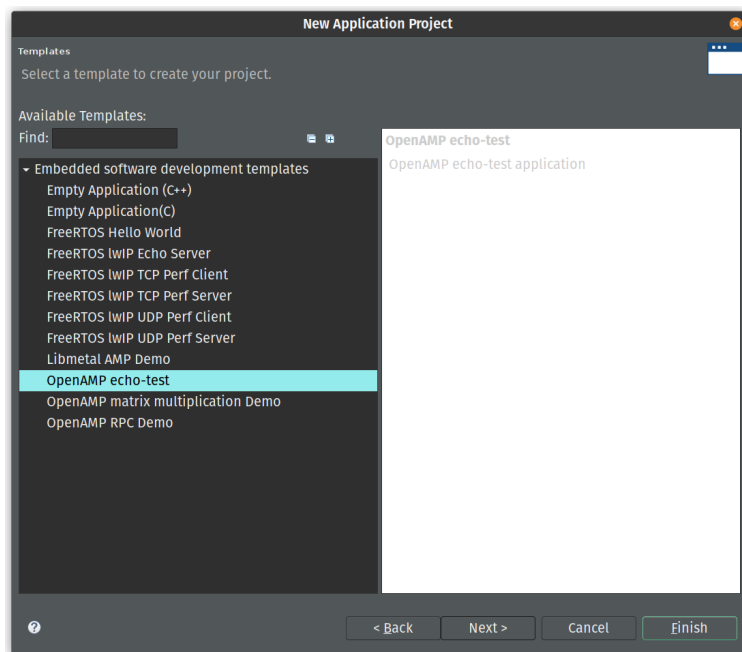 New Application Project
Templates
Select a template to create your project.
Available Templates:
Find:
Embedded software development templates
Empty Application (C++)
Empty Application(C)
FreeRTOS Hello World
FreeRTOS lwIP Echo Server
FreeRTOS lwIP TCP Perf Client
FreeRTOS lwIP TCP Perf Server
FreeRTOS lwIP UDP Perf Client
FreeRTOS lwIP UDP Perf Server
Libmetal AMP Demo
OpenAMP echo-test
OpenAMP matrix multiplication Demo
OpenAMP RPC Demo
OpenAMP echo-test
OpenAMP echo-test application
?
< Back
Next >
Cancel
Finish